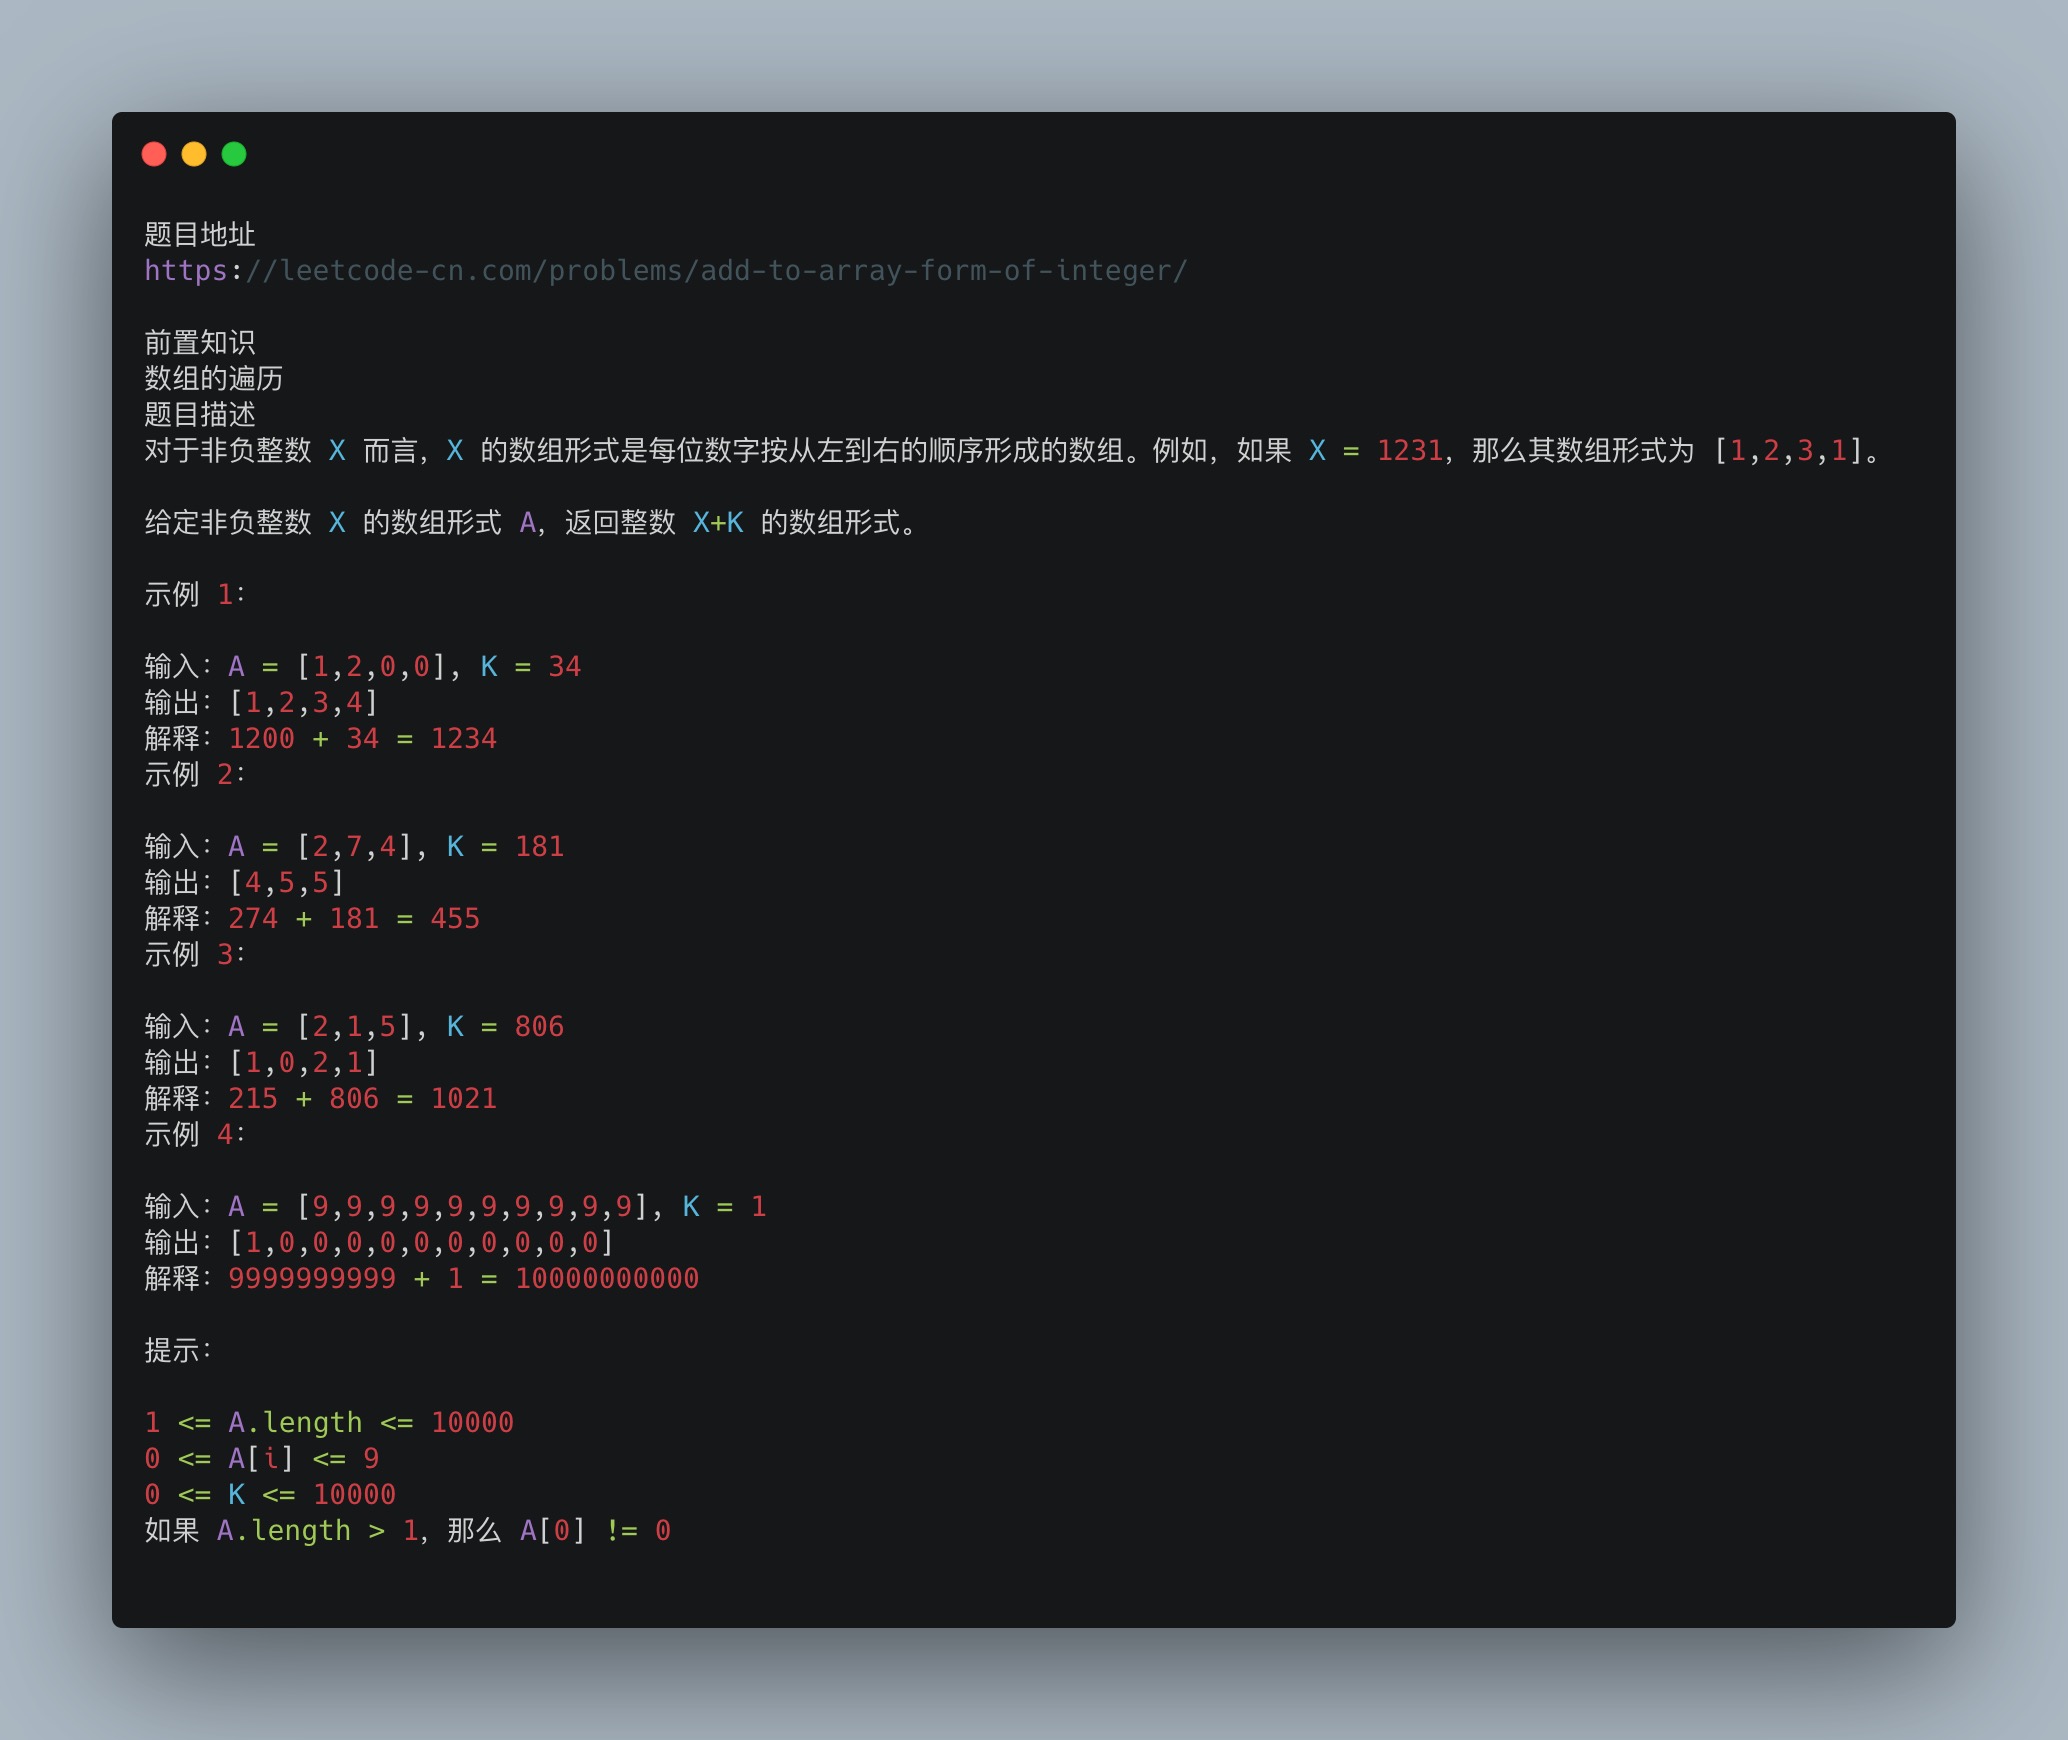 题目地址
https://leetcode-cn.com/problems/add-to-array-form-of-integer/
前置知识
数组的遍历
题目描述
对于非负整数 X 而言，X 的数组形式是每位数字按从左到右的顺序形成的数组。例如，如果 X = 1231，那么其数组形式为 [1,2,3,1]。
给定非负整数 X 的数组形式 A，返回整数 X+K 的数组形式。
示例 1：
输入：A = [1,2,0,0], K = 34
输出：[1,2,3,4]
解释：1200 + 34 = 1234
示例 2：
输入：A = [2,7,4], K = 181
输出：[4,5,5]
解释：274 + 181 = 455
示例 3：
输入：A = [2,1,5], K = 806
输出：[1,0,2,1]
解释：215 + 806 = 1021
示例 4：
输入：A = [9,9,9,9,9,9,9,9,9,9], K = 1
输出：[1,0,0,0,0,0,0,0,0,0,0]
解释：9999999999 + 1 = 10000000000
提示：
1 <= A.length <= 10000
0 <= A[i] <= 9
0 <= K <= 10000
如果 A.length > 1，那么 A[0] != 0